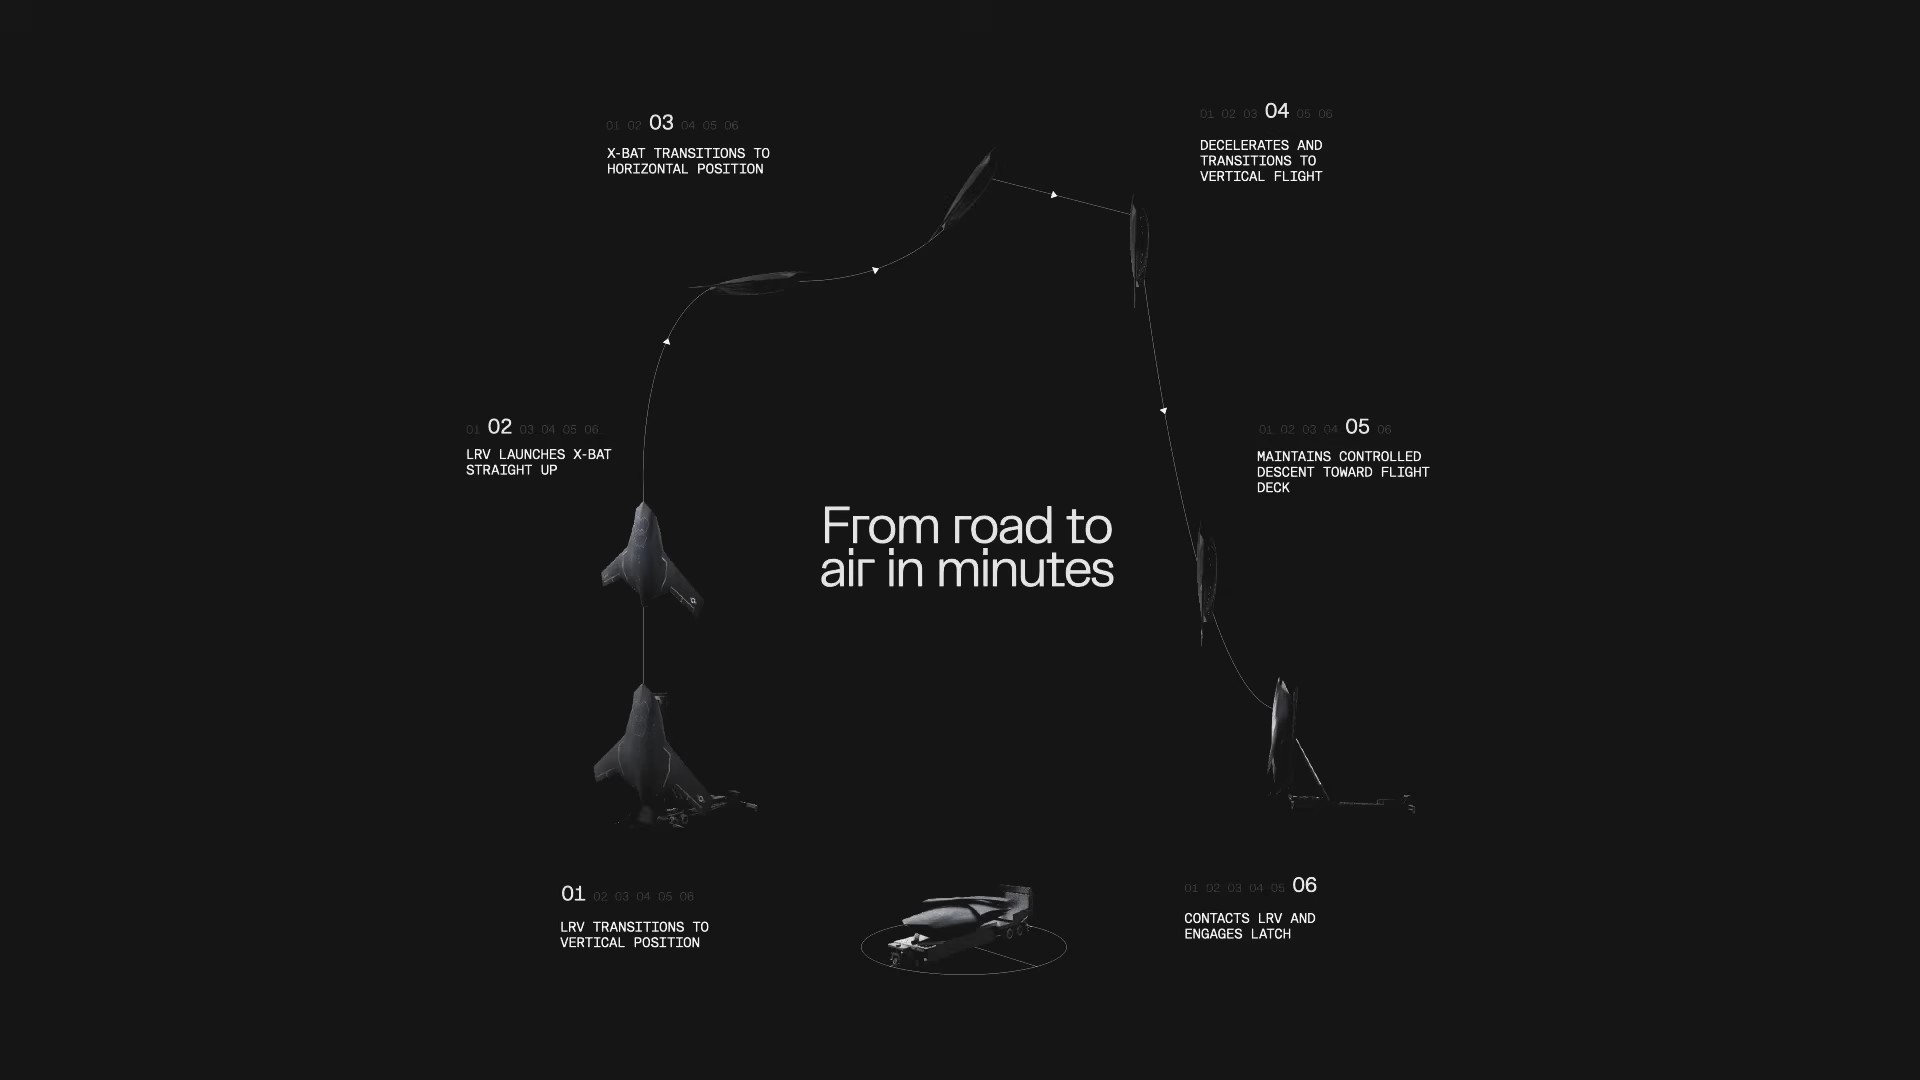 01 02 03 04 05 06
X-BAT TRANSITIONS TO
HORIZONTAL POSITION
01 02 03 04 05 06
DECELERATES AND
TRANSITIONS TO
VERTICAL FLIGHT
01 02 03 04 05 06
LRV LAUNCHES X-BAT
STRAIGHT UP
01 02 03 04 05 06
MAINTAINS CONTROLLED
DESCENT TOWARD FLIGHT
DECK
From road to
air in minutes
01 02 03 04 05 06
LRV TRANSITIONS TO
VERTICAL POSITION
01 02 03 04 05 06
CONTACTS LRV AND
ENGAGES LATCH